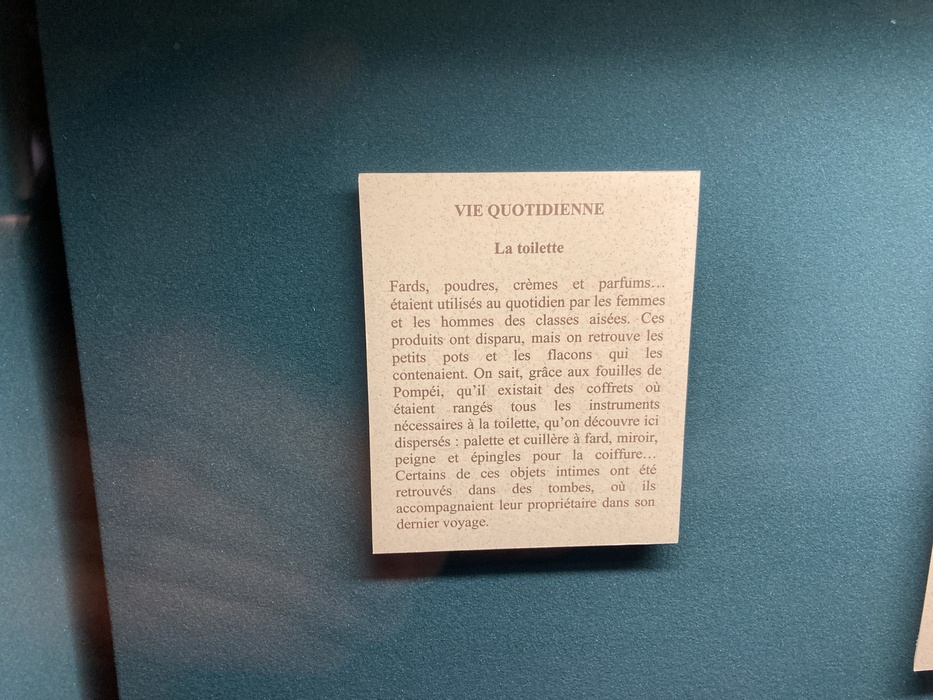 VIE QUOTIDIENNE
La toilette
Fards, poudres, crèmes et parfums…
étaient utilisés au quotidien par les femmes
et les hommes des classes aisées. Ces
produits ont disparu, mais on retrouve les
petits pots et les flacons qui les
contenaient. On sait, grâce aux fouilles de
Pompéi, qu'il existait des coffrets où
étaient rangés tous les instruments
nécessaires à la toilette, qu'on découvre ici
dispersés : palette et cuillère à fard, miroir,
peigne et épingles pour la coiffure…
Certains de ces objets intimes ont été
retrouvés dans des tombes, où ils
accompagnaient leur propriétaire dans son
dernier voyage.